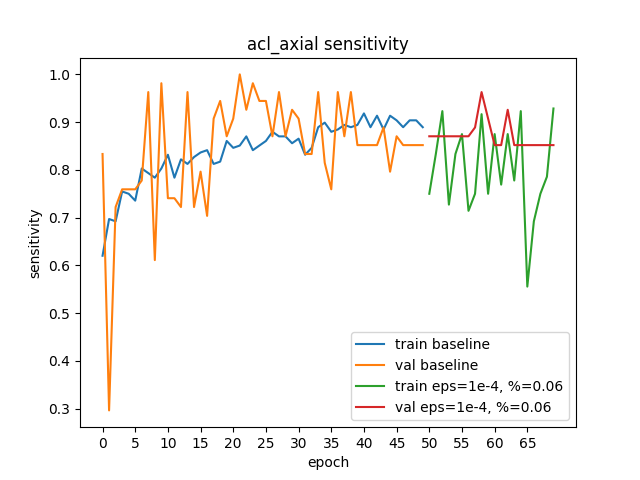 acl_axial sensitivity
sensitivity
1.0
0.9
0.8
0.7
0.6
0.5
0.4
0.3
train baseline
val baseline
train eps=1e-4, %=0.06
val eps=1e-4, %=0.06
0 5 10 15 20 25 30 35 40 45 50 55 60 65
epoch